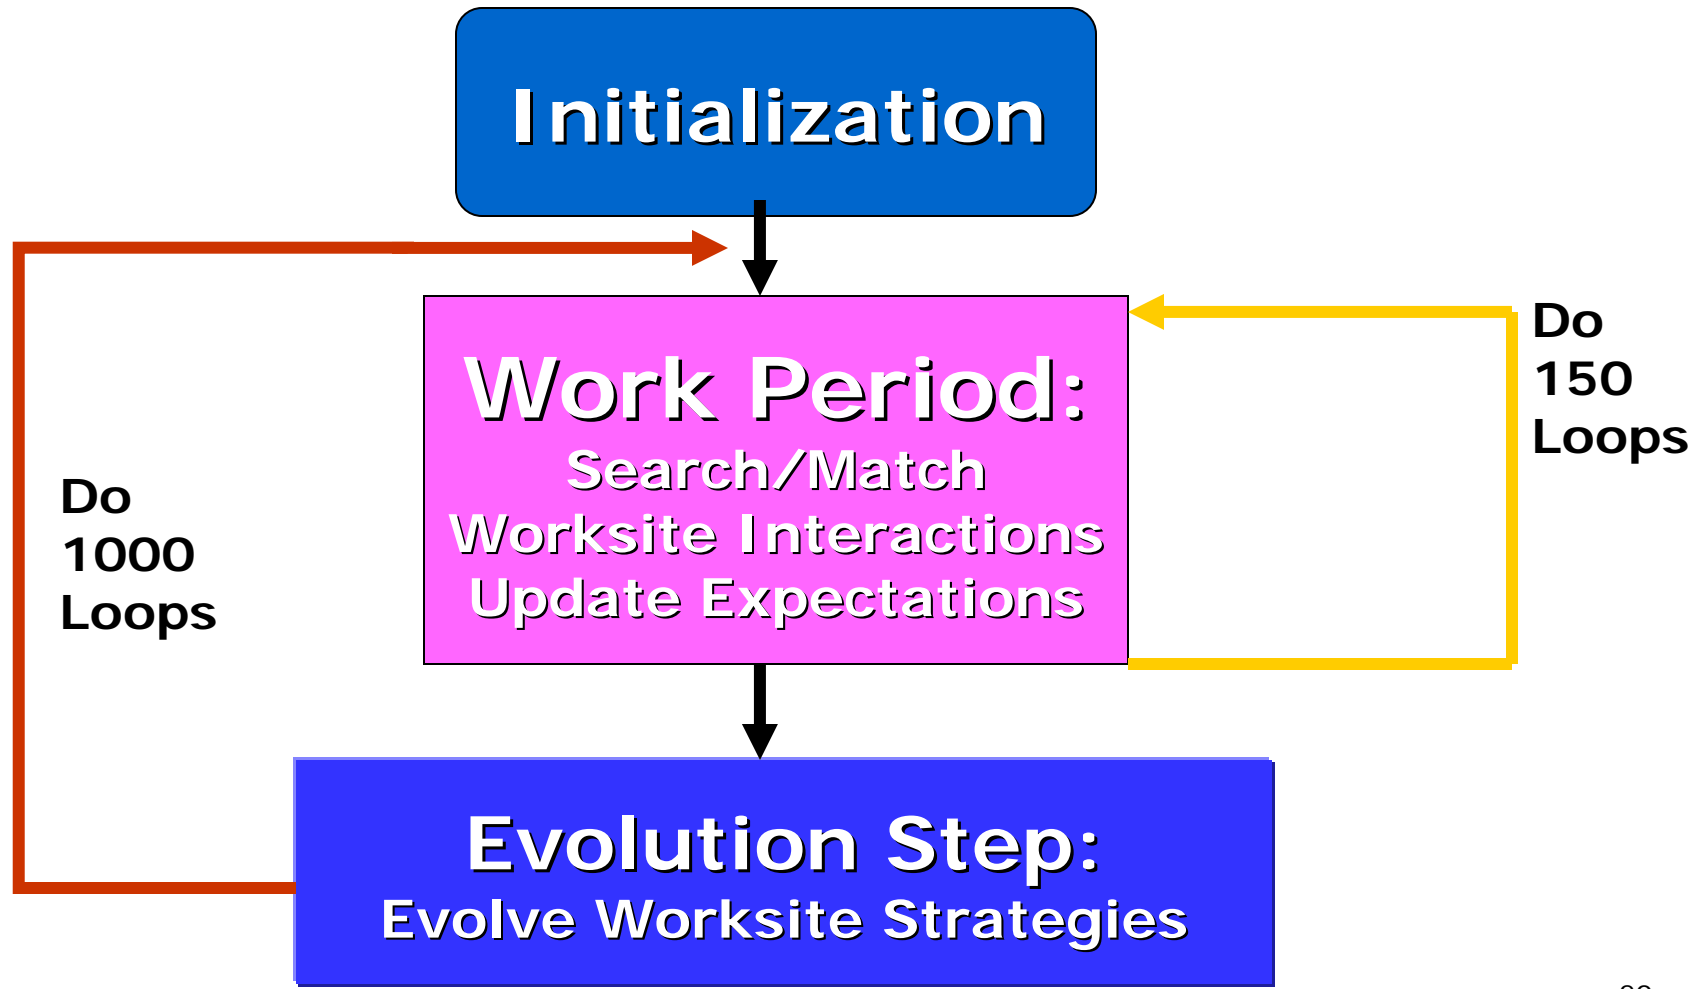 Initialization
Work Period:
Search/Match
Worksite Interactions
Update Expectations
Do
150
Loops
Do
1000
Loops
Evolution Step:
Evolve Worksite Strategies